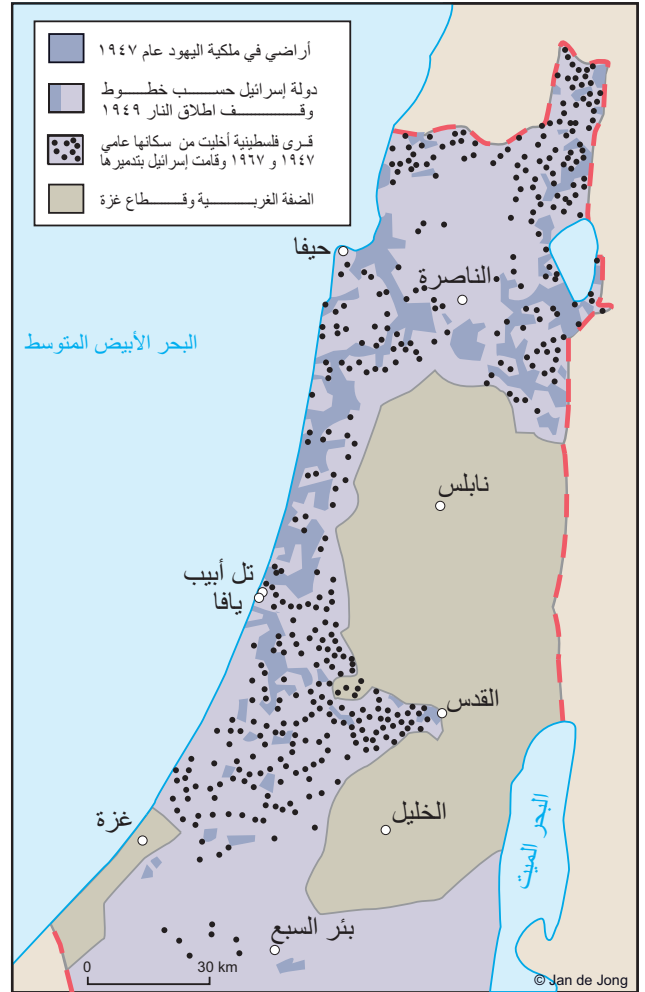 أراضي في ملكية اليهود عام ١٩٤٧
دولة إسرائيل حسب خطوط
وقف اطلاق النار ١٩٤٩
قرى فلسطينية أخليت من سكانها عامي
١٩٤٧ و ١٩٦٧ وقامت إسرائيل بتدميرها
الضفة الغربية وقطاع غزة
حيفا
الناصرة
البحر الأبيض المتوسط
نابلس
تل أبيب
يافا
القدس
البحر الميت
غزة
الخليل
بئر السبع
0 30 km
© Jan de Jong